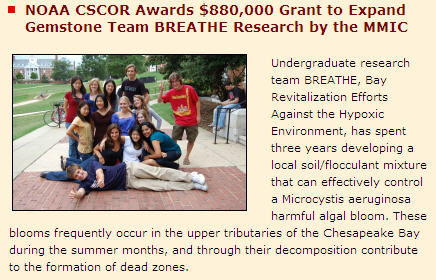 NOAA CSCOR Awards $880,000 Grant to Expand
Gemstone Team BREATHE Research by the MMIC
Undergraduate research
team BREATHE, Bay
Revitalization Efforts
Against the Hypoxic
Environment, has spent
three years developing a
local soil/flocculant mixture
that can effectively control
a Microcystis aeruginosa
harmful algal bloom. These
blooms frequently occur in the upper tributaries of the Chesapeake Bay
during the summer months, and through their decomposition contribute
to the formation of dead zones.